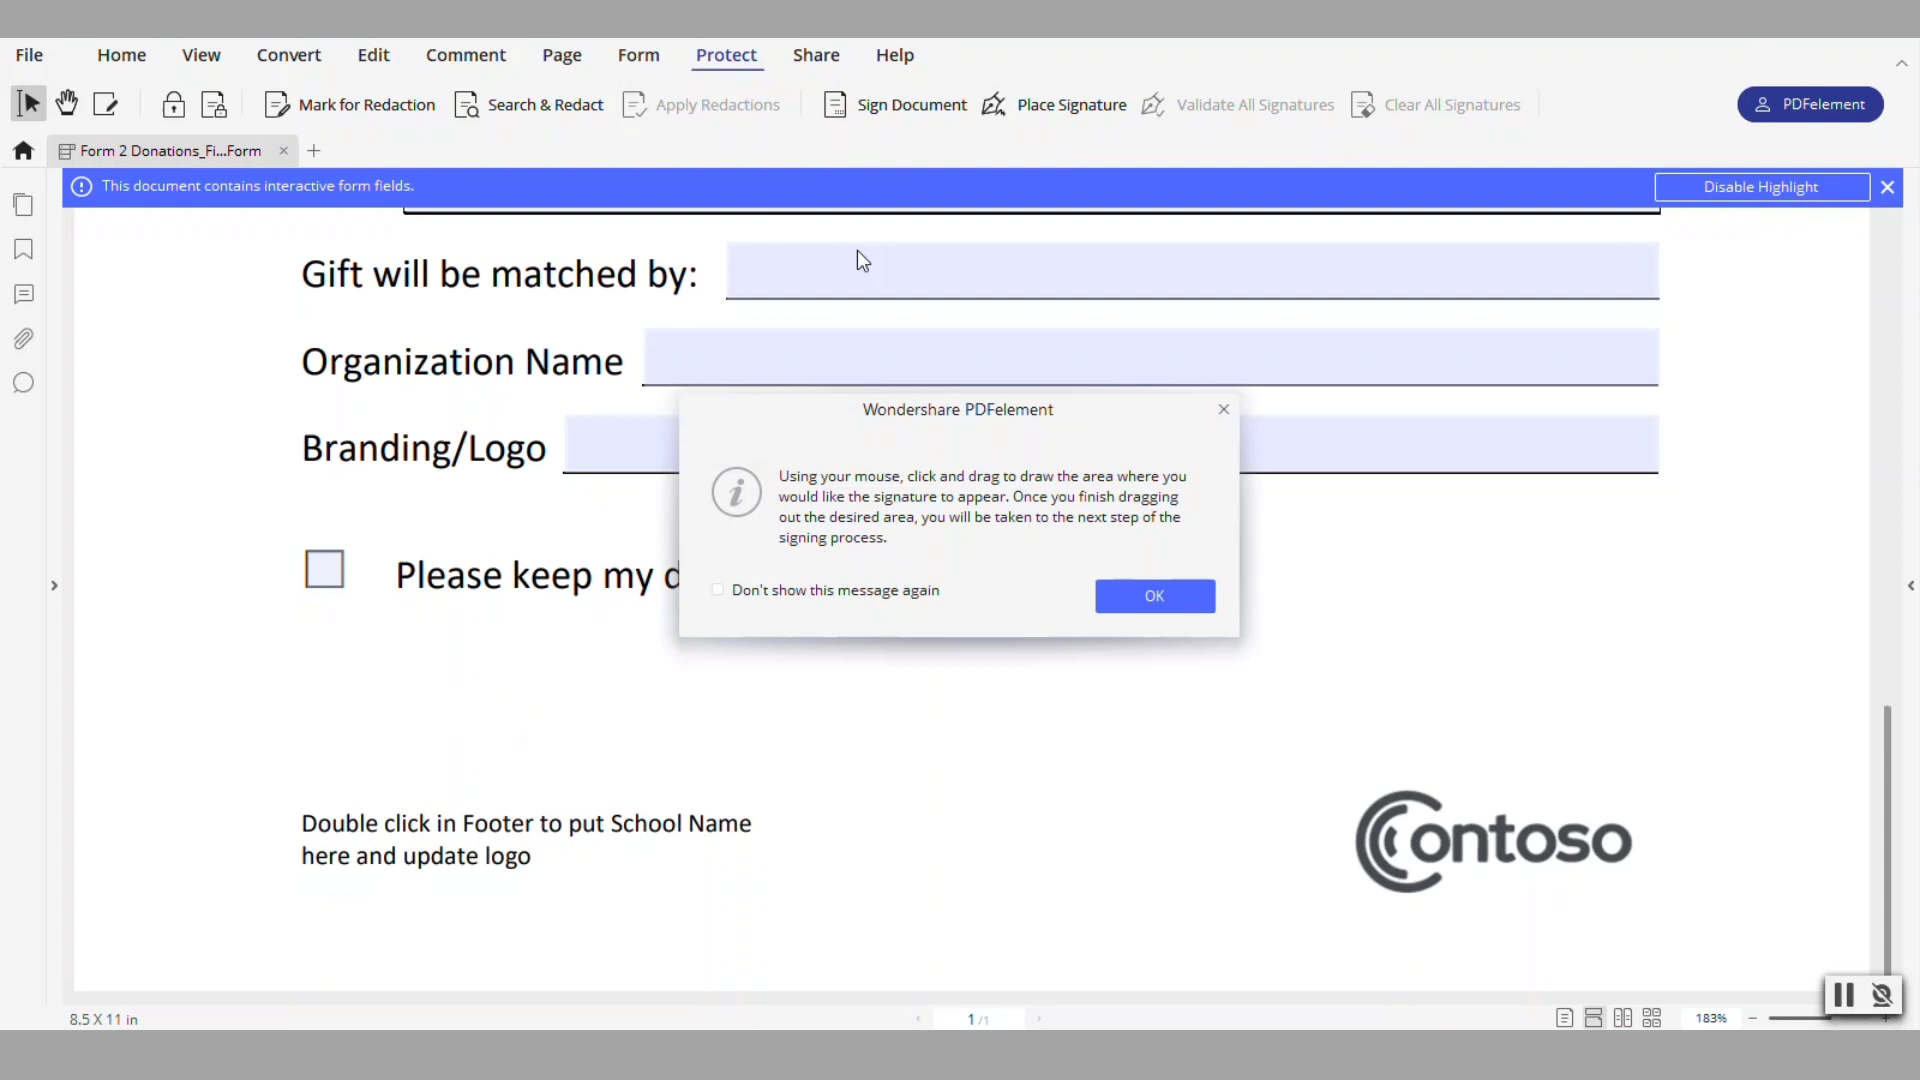 File Home View Convert Edit Comment Page Form Protect Share Help
Mark for Redaction Search & Redact Apply Redactions Sign Document Place Signature Validate All Signatures Clear All Signatures PDFelement
Form 2 Donations_Fi...Form
This document contains interactive form fields. Disable Highlight
Gift will be matched by:
Organization Name
Branding/Logo
Wondershare PDFelement
Using your mouse, click and drag to draw the area where you
would like the signature to appear. Once you finish dragging
out the desired area, you will be taken to the next step of the
signing process.
Don't show this message again
OK
Please keep my d
Double click in Footer to put School Name
here and update logo
Contoso
8.5 X 11 in 1/1 183%